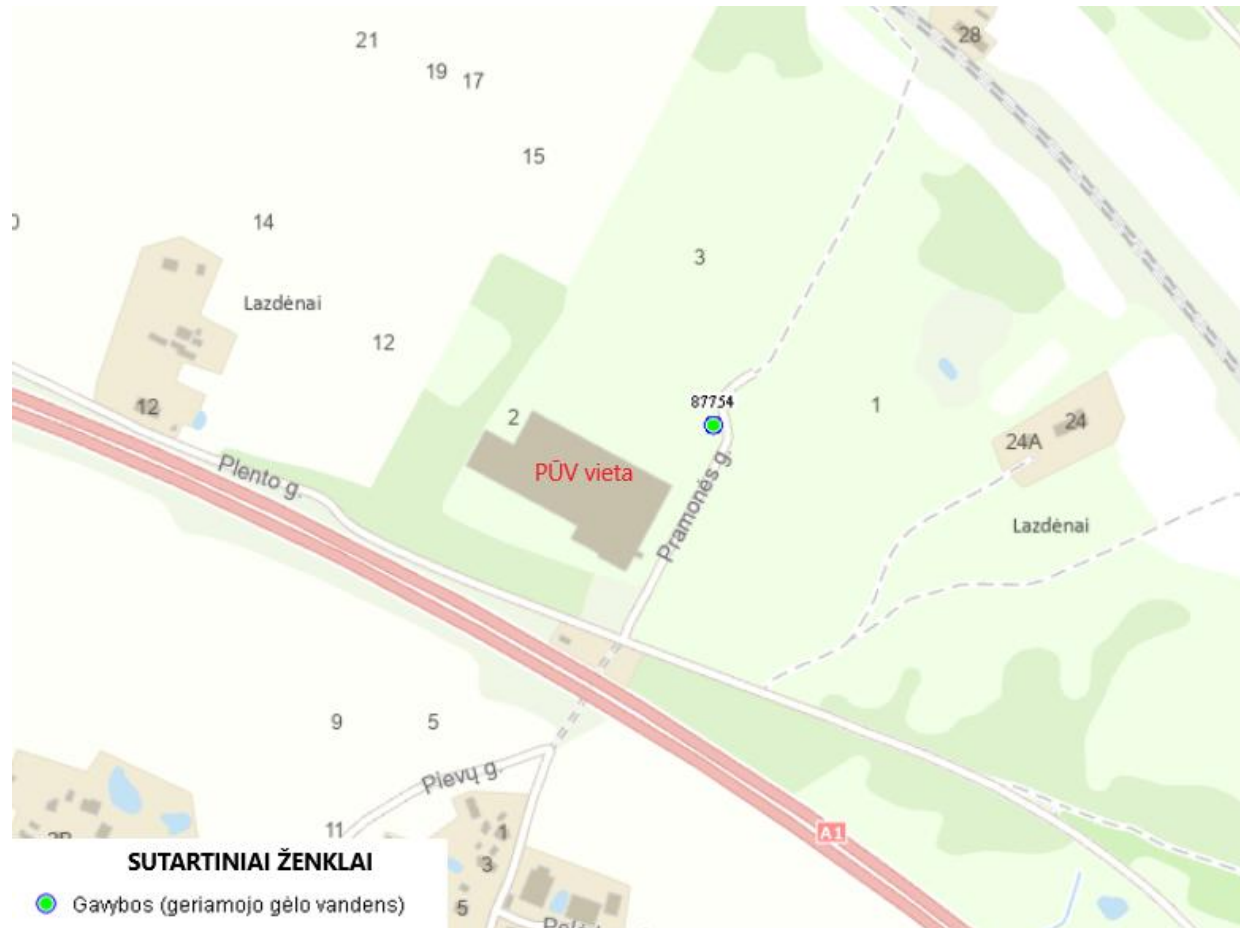 21
19
17
28
15
0
14
3
Lazdėnai
12
87754
1
12
2
24
24A
PŪV vieta
Plento g.
Pramonės g.
Lazdėnai
9
5
Pievų g.
11
A1
1
3
5
SUTARTINIAI ŽENKLAI
Gavybos (geriamojo gėlo vandens)